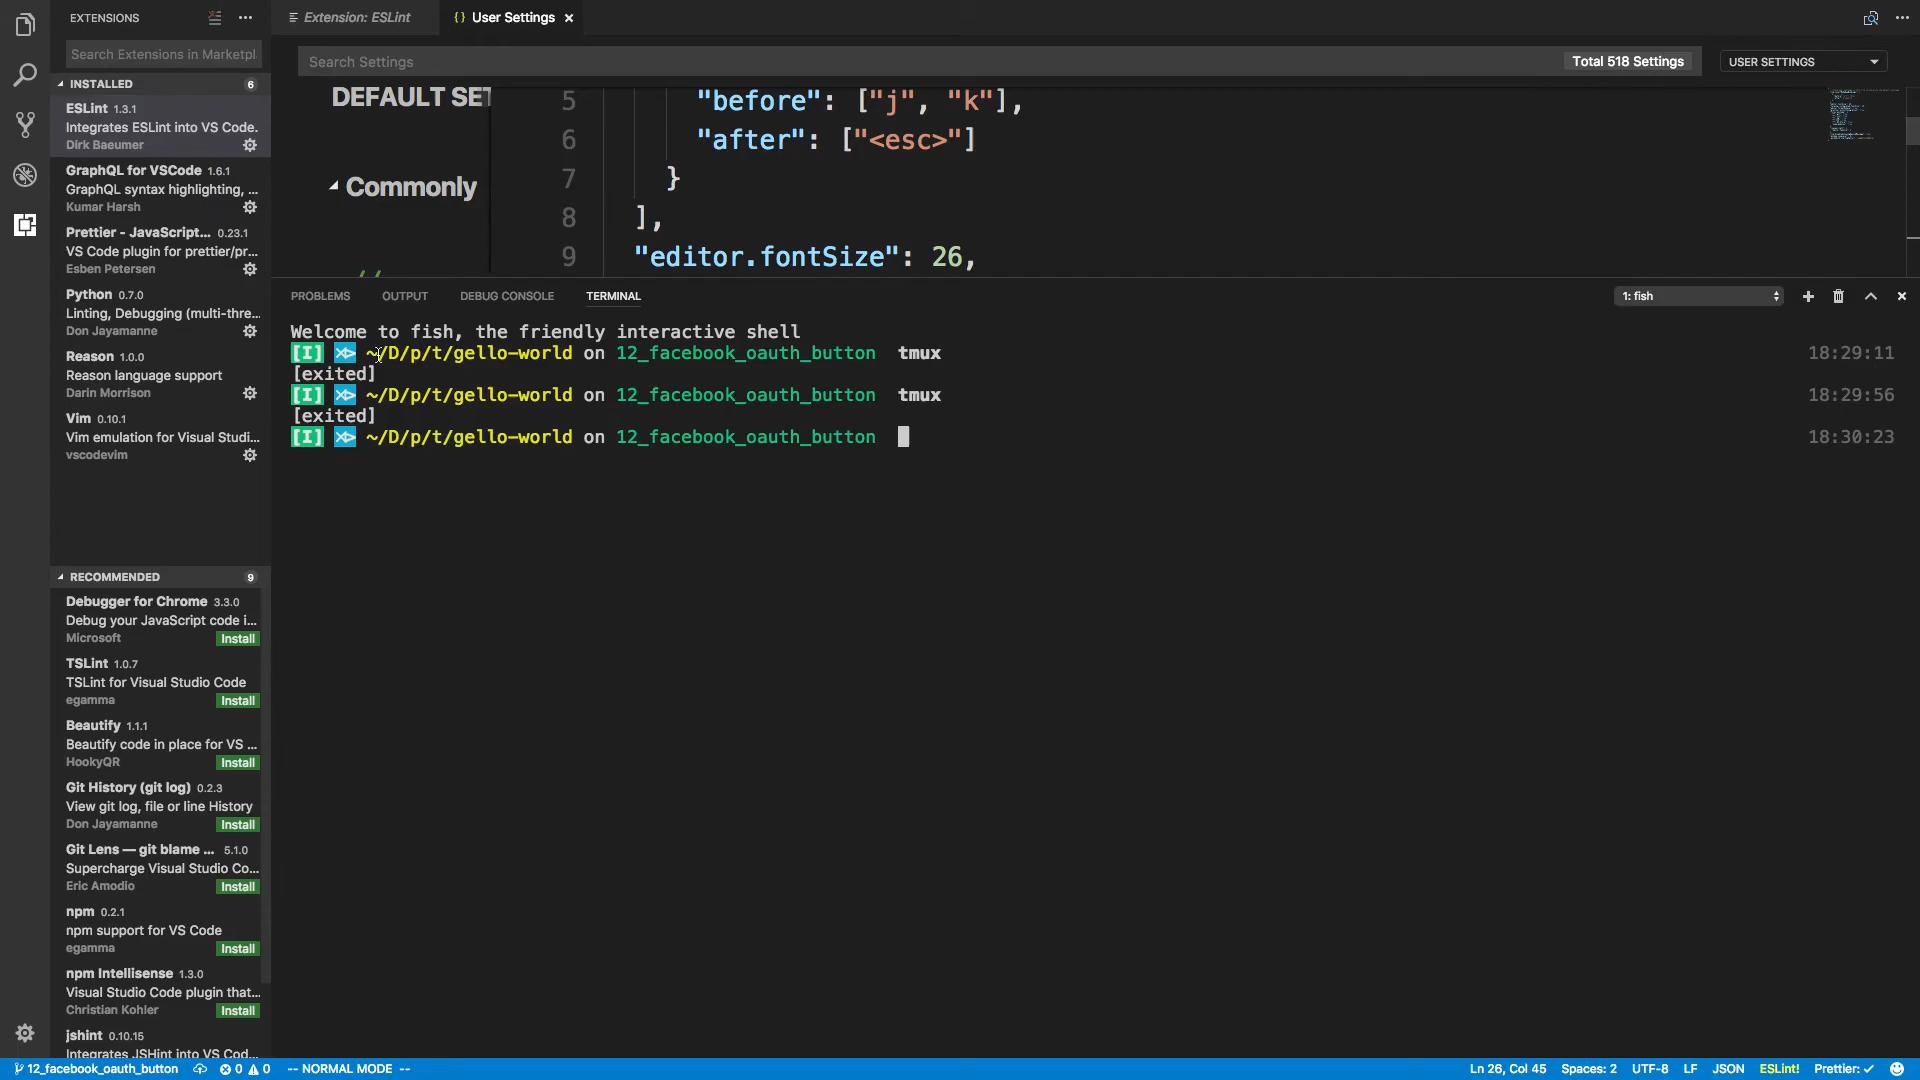 EXTENSIONS
Search Extensions in Marketpl
INSTALLED 6
ESLint 1.3.1
Integrates ESLint into VS Code.
Dirk Baeumer
GraphQL for VSCode 1.6.1
GraphQL syntax highlighting, ...
Kumar Harsh
Prettier - JavaScript... 0.23.1
VS Code plugin for prettier/pr...
Esben Petersen
Python 0.7.0
Linting, Debugging (multi-thre...
Don Jayamanne
Reason 1.0.0
Reason language support
Darin Morrison
Vim 0.10.1
Vim emulation for Visual Studi...
vscodevim
RECOMMENDED 9
Debugger for Chrome 3.3.0
Debug your JavaScript code i...
Microsoft Install
TSLint 1.0.7
TSLint for Visual Studio Code
egamma Install
Beautify 1.1.1
Beautify code in place for VS ...
HookyQR Install
Git History (git log) 0.2.3
View git log, file or line History
Don Jayamanne Install
Git Lens — git blame ... 5.1.0
Supercharge Visual Studio Co...
Eric Amodio Install
npm 0.2.1
npm support for VS Code
egamma Install
npm Intellisense 1.3.0
Visual Studio Code plugin that...
Christian Kohler Install
jshint 0.10.15
Integrates JSHint into VS Cod...
Extension: ESLint
{} User Settings
Search Settings Total 518 Settings USER SETTINGS
DEFAULT SET
Commonly
//
5 "before": ["j", "k"],
6 "after": ["<esc>"]
7 }
8 ],
9 "editor.fontSize": 26,
PROBLEMS OUTPUT DEBUG CONSOLE TERMINAL 1: fish
Welcome to fish, the friendly interactive shell
[I] ~/D/p/t/gello-world on 12_facebook_oauth_button tmux 18:29:11
[exited]
[I] ~/D/p/t/gello-world on 12_facebook_oauth_button tmux 18:29:56
[exited]
[I] ~/D/p/t/gello-world on 12_facebook_oauth_button 18:30:23
12_facebook_oauth_button 0 0 -- NORMAL MODE -- Ln 26, Col 45 Spaces: 2 UTF-8 LF JSON ESLint! Prettier: ✓